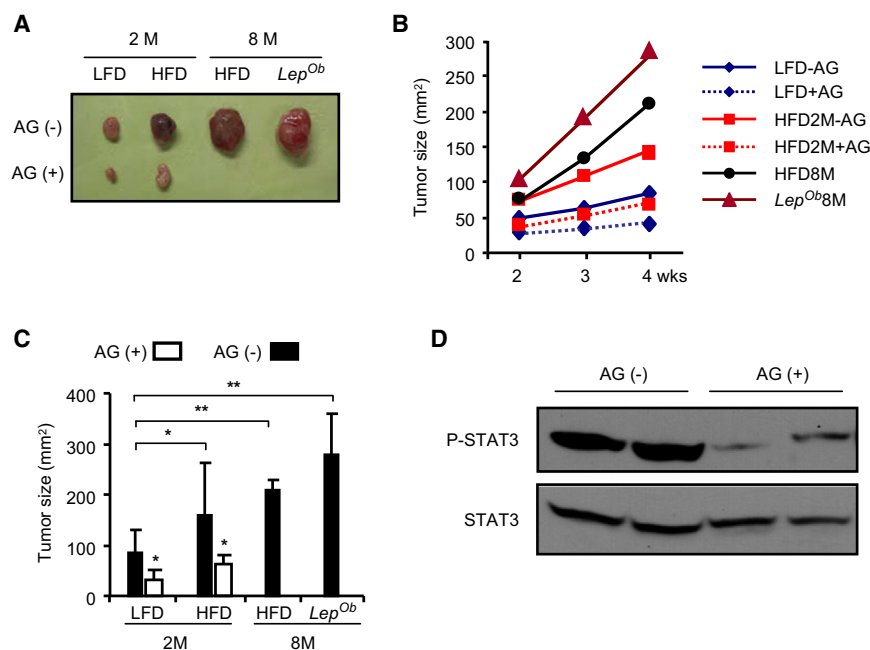 A
2 M 8 M
LFD HFD HFD Lep^Ob
AG (-)
AG (+)
B
Tumor size (mm²)
300
250
200
150
100
50
0
2 3 4 wks
LFD-AG
LFD+AG
HFD2M-AG
HFD2M+AG
HFD8M
Lep^Ob8M
C
AG (+) AG (-)
Tumor size (mm²)
400
300
200
100
0
**
**
*
*
*
LFD HFD HFD Lep^Ob
2M 8M
D
AG (-) AG (+)
P-STAT3
STAT3